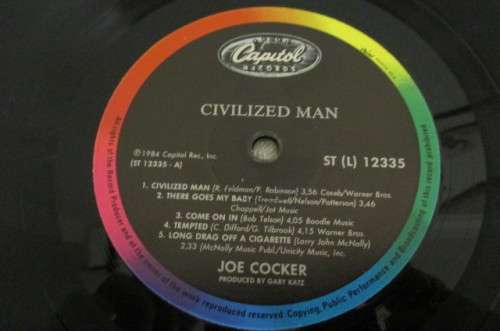 Capitol
RECORDS
CIVILIZED MAN
℗ 1984 Capitol Rec., Inc.
(ST 12335 - A)
ST (L) 12335
1. CIVILIZED MAN (R. Feldman/P. Robinson) 3,56 Casady/Warner Bros.
2. THERE GOES MY BABY (Treadwell/Nelson/Patterson) 3,46
Chappell/Jot Music
3. COME ON IN (Bob Telson) 4,05 Boodle Music
4. TEMPTED (C. Difford/G. Tilbrook) 4,15 Warner Bros.
5. LONG DRAG OFF A CIGARETTE (Larry John McNally)
2,33 (McNally Music Publ./Unicity Music, Inc.)
JOE COCKER
PRODUCED BY GARY KATZ
All rights of the Record Producer and of the owner of the work reproduced reserved. Copying, Public Performance and Broadcasting of this record prohibited